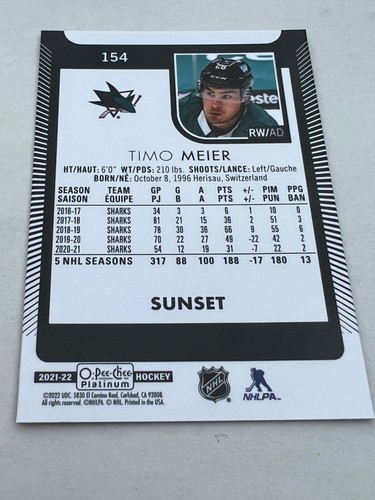 154
RW/AD
TIMO MEIER
HT/HAUT: 6'0" WT/PDS: 210 lbs. SHOOTS/LANCE: Left/Gauche
BORN/NÉ: October 8, 1996 Herisau, Switzerland
SEASON TEAM GP G A PTS +/- PIM PPG
SAISON ÉQUIPE PJ B A PTS +/- PUN BAN
2016-17 SHARKS 34 3 3 6 1 10 0
2017-18 SHARKS 81 21 15 36 2 51 3
2018-19 SHARKS 78 30 36 66 9 55 6
2019-20 SHARKS 70 22 27 49 -22 42 2
2020-21 SHARKS 54 12 19 31 -7 22 2
5 NHL SEASONS 317 88 100 188 -17 180 13
SUNSET
2021-22 O-Pee-Chee Platinum HOCKEY
NHL
NHLPA
©2022 UDC. 5830 El Camino Real, Carlsbad, CA 92008.
All rights reserved. ©NHLPA. © NHL. Printed in the USA.